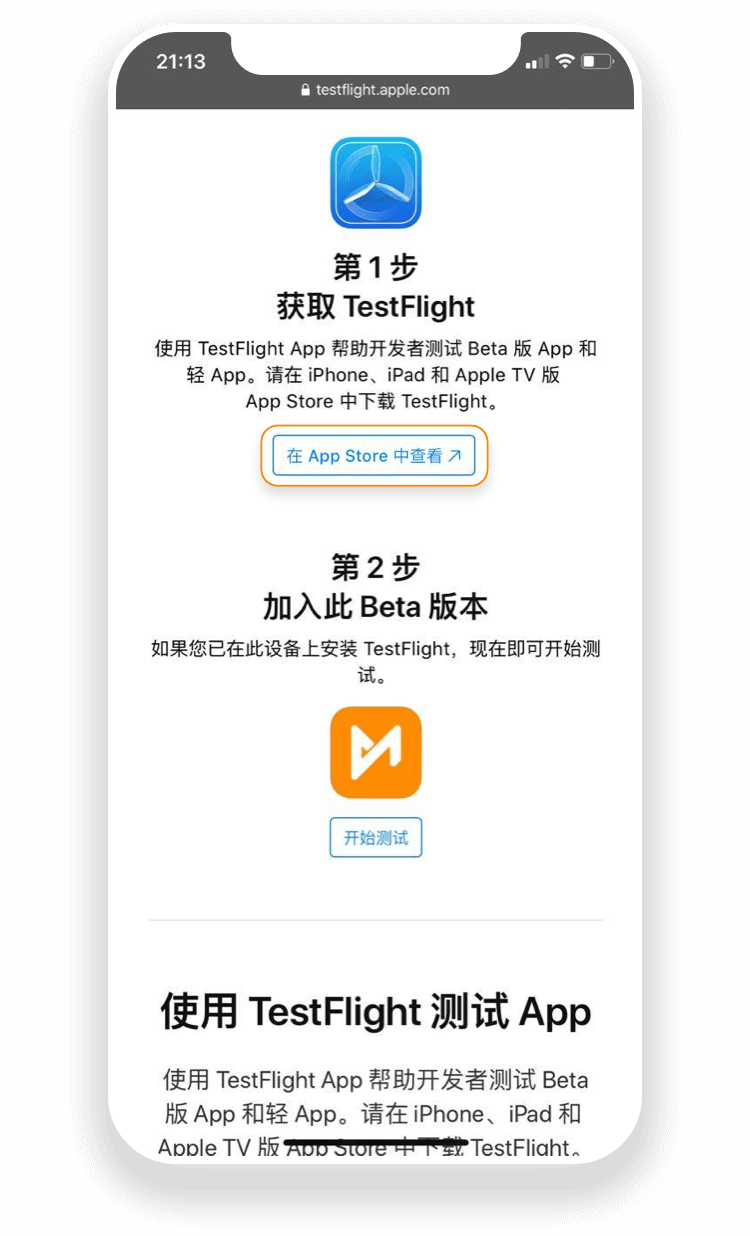 21:13
testflight.apple.com
第 1 步
获取 TestFlight
使用 TestFlight App 帮助开发者测试 Beta 版 App 和
轻 App。请在 iPhone、iPad 和 Apple TV 版
App Store 中下载 TestFlight。
在 App Store 中查看 ↗
第 2 步
加入此 Beta 版本
如果您已在此设备上安装 TestFlight，现在即可开始测
试。
开始测试
使用 TestFlight 测试 App
使用 TestFlight App 帮助开发者测试 Beta
版 App 和轻 App。请在 iPhone、iPad 和
Apple TV 版 App Store 中下载 TestFlight。